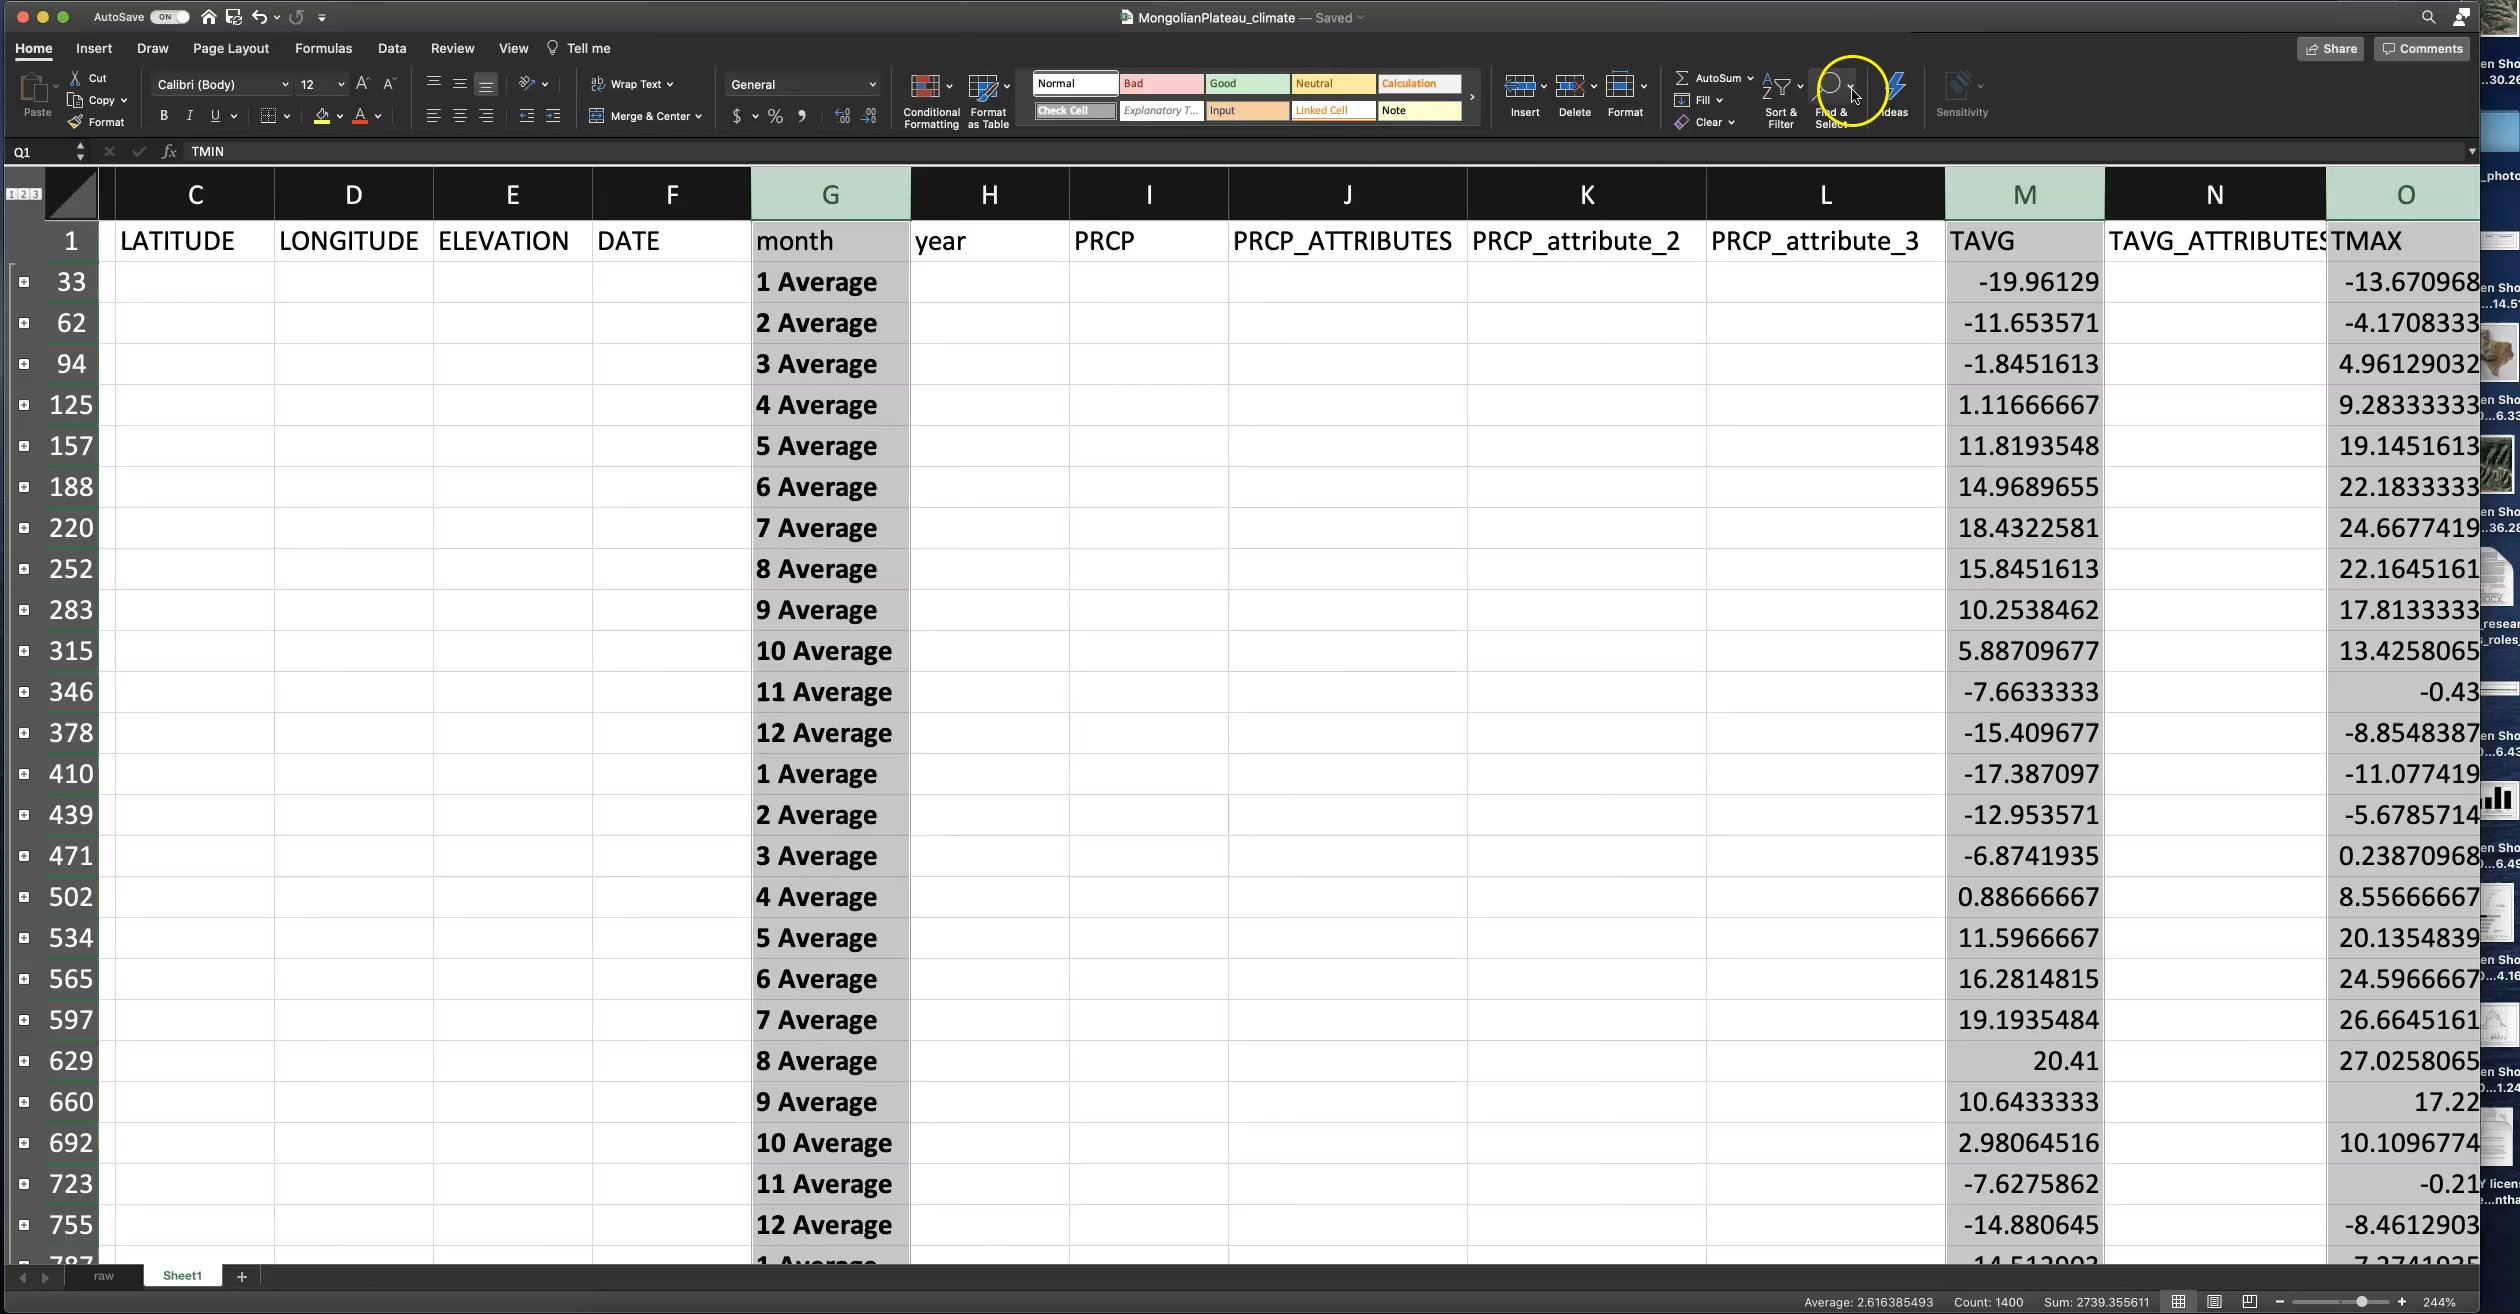 AutoSave ON MongolianPlateau_climate — Saved
Home Insert Draw Page Layout Formulas Data Review View Tell me Share Comments
Paste Cut Copy Format
Calibri (Body) 12 A A
B I U A
Wrap Text
Merge & Center
General
$ % 
Conditional Formatting
Format as Table
Normal Bad Good Neutral Calculation
Check Cell Explanatory T... Input Linked Cell Note
Insert Delete Format
AutoSum
Fill
Clear
Sort & Filter
Find & Select
Ideas
Sensitivity
Q1 fx TMIN
1 2 3
C D E F G H I J K L M N O
1 LATITUDE LONGITUDE ELEVATION DATE month year PRCP PRCP_ATTRIBUTES PRCP_attribute_2 PRCP_attribute_3 TAVG TAVG_ATTRIBUTES TMAX
33 1 Average -19.96129 -13.670968
62 2 Average -11.653571 -4.1708333
94 3 Average -1.8451613 4.96129032
125 4 Average 1.11666667 9.28333333
157 5 Average 11.8193548 19.1451613
188 6 Average 14.9689655 22.1833333
220 7 Average 18.4322581 24.6677419
252 8 Average 15.8451613 22.1645161
283 9 Average 10.2538462 17.8133333
315 10 Average 5.88709677 13.4258065
346 11 Average -7.6633333 -0.43
378 12 Average -15.409677 -8.8548387
410 1 Average -17.387097 -11.077419
439 2 Average -12.953571 -5.6785714
471 3 Average -6.8741935 0.23870968
502 4 Average 0.88666667 8.55666667
534 5 Average 11.5966667 20.1354839
565 6 Average 16.2814815 24.5966667
597 7 Average 19.1935484 26.6645161
629 8 Average 20.41 27.0258065
660 9 Average 10.6433333 17.22
692 10 Average 2.98064516 10.1096774
723 11 Average -7.6275862 -0.21
755 12 Average -14.880645 -8.4612903
raw Sheet1 +
Average: 2.616385493 Count: 1400 Sum: 2739.355611 244%